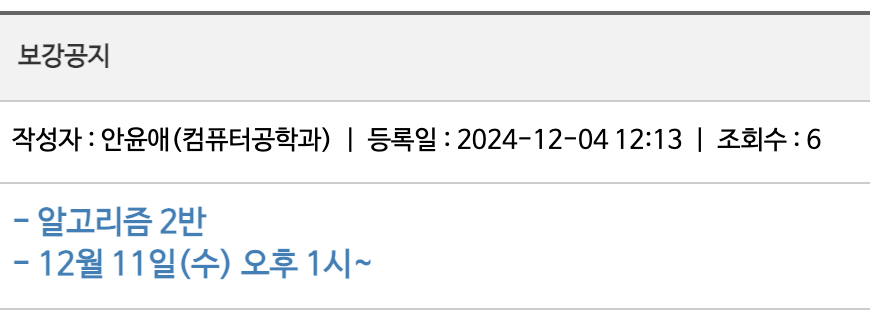 보강공지
작성자 : 안윤애(컴퓨터공학과) | 등록일 : 2024-12-04 12:13 | 조회수 : 6
- 알고리즘 2반
- 12월 11일(수) 오후 1시~